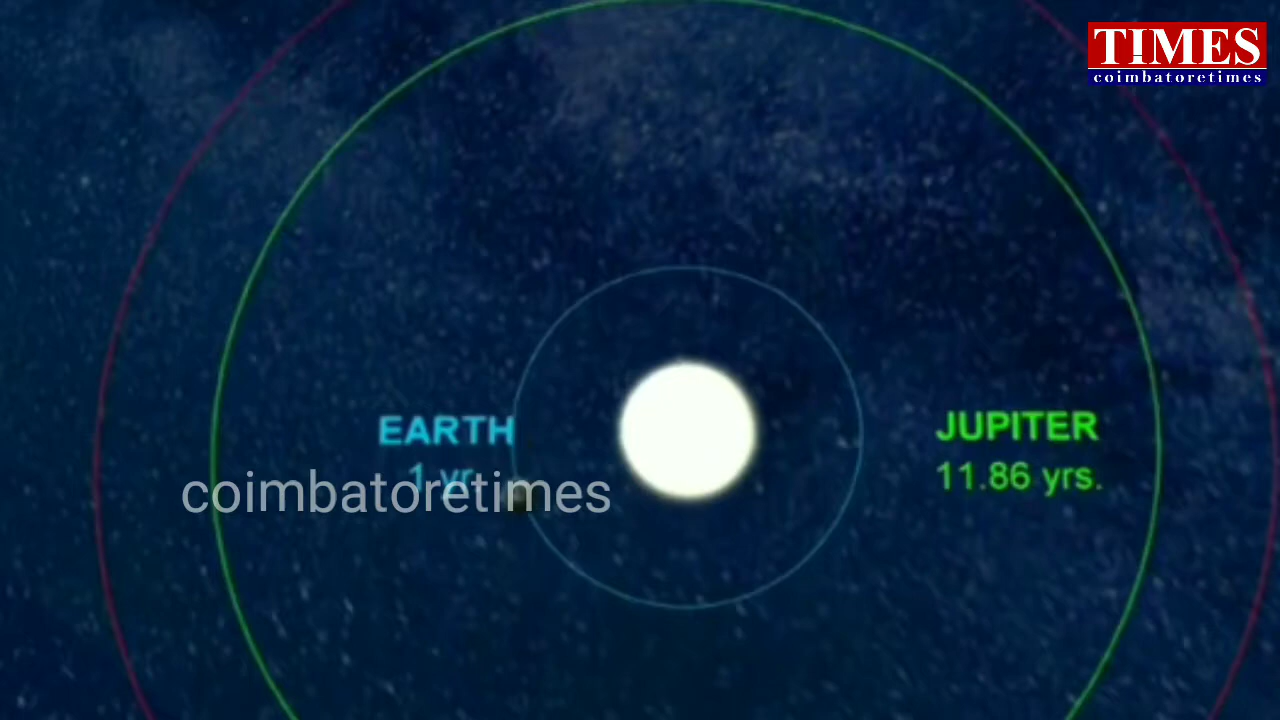 TIMES
coimbatoretimes
EARTH
1 yr.
JUPITER
11.86 yrs.
coimbatoretimes